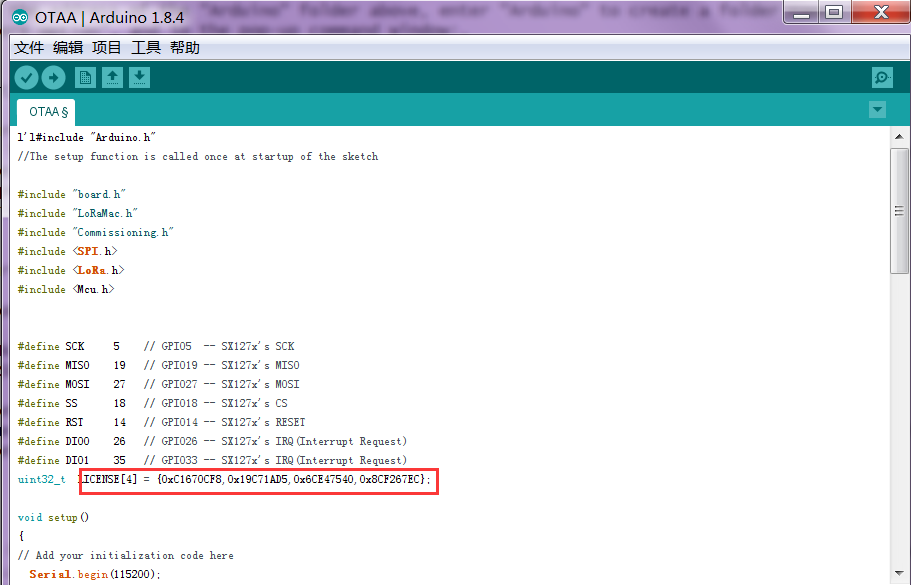 OTAA | Arduino 1.8.4
文件 编辑 项目 工具 帮助
OTAA §
l'l#include "Arduino.h"
//The setup function is called once at startup of the sketch
#include "board.h"
#include "LoRaMac.h"
#include "Commissioning.h"
#include <SPI.h>
#include <LoRa.h>
#include <Mcu.h>
#define SCK 5 // GPIO5 -- SX127x's SCK
#define MISO 19 // GPIO19 -- SX127x's MISO
#define MOSI 27 // GPIO27 -- SX127x's MOSI
#define SS 18 // GPIO18 -- SX127x's CS
#define RST 14 // GPIO14 -- SX127x's RESET
#define DIO0 26 // GPIO26 -- SX127x's IRQ(Interrupt Request)
#define DIO1 35 // GPIO33 -- SX127x's IRQ(Interrupt Request)
uint32_t LICENSE[4] = {0xC1670CF8,0x19C71AD5,0x6CE47540,0x8CF267EC};
void setup()
{
// Add your initialization code here
Serial.begin(115200);